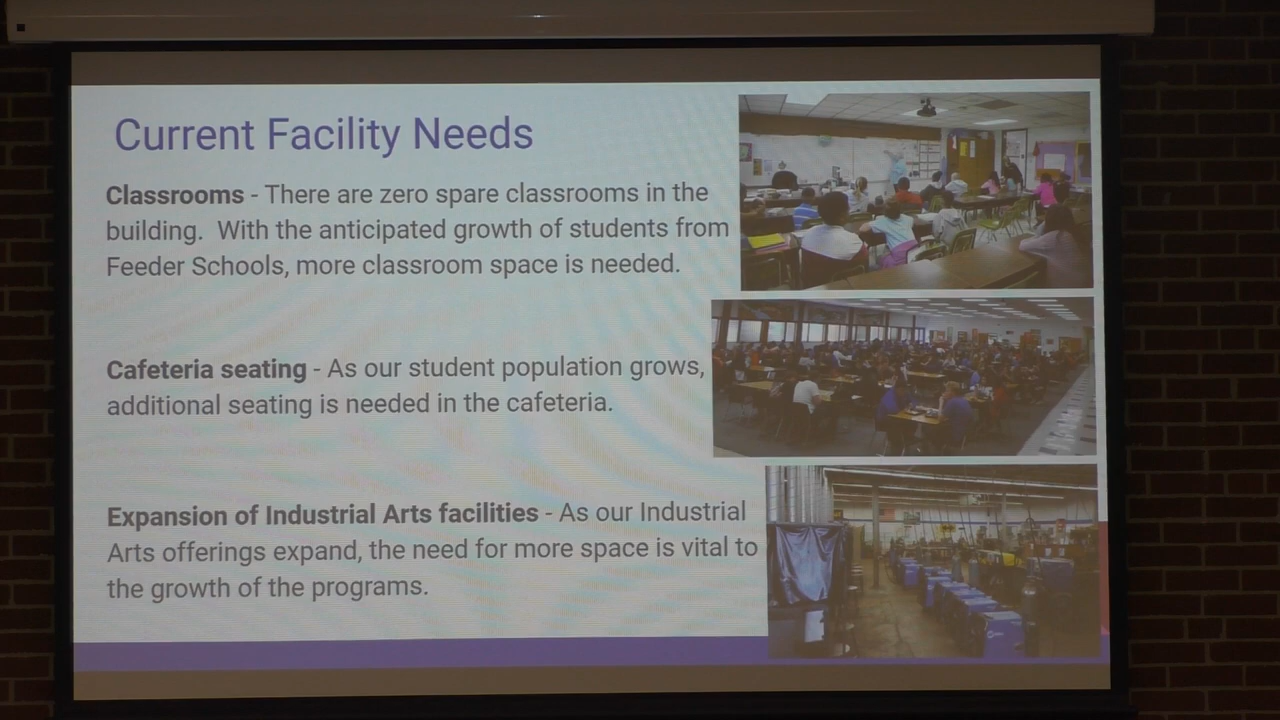 Current Facility Needs
Classrooms - There are zero spare classrooms in the
building. With the anticipated growth of students from
Feeder Schools, more classroom space is needed.
Cafeteria seating - As our student population grows,
additional seating is needed in the cafeteria.
Expansion of Industrial Arts facilities - As our Industrial
Arts offerings expand, the need for more space is vital to
the growth of the programs.